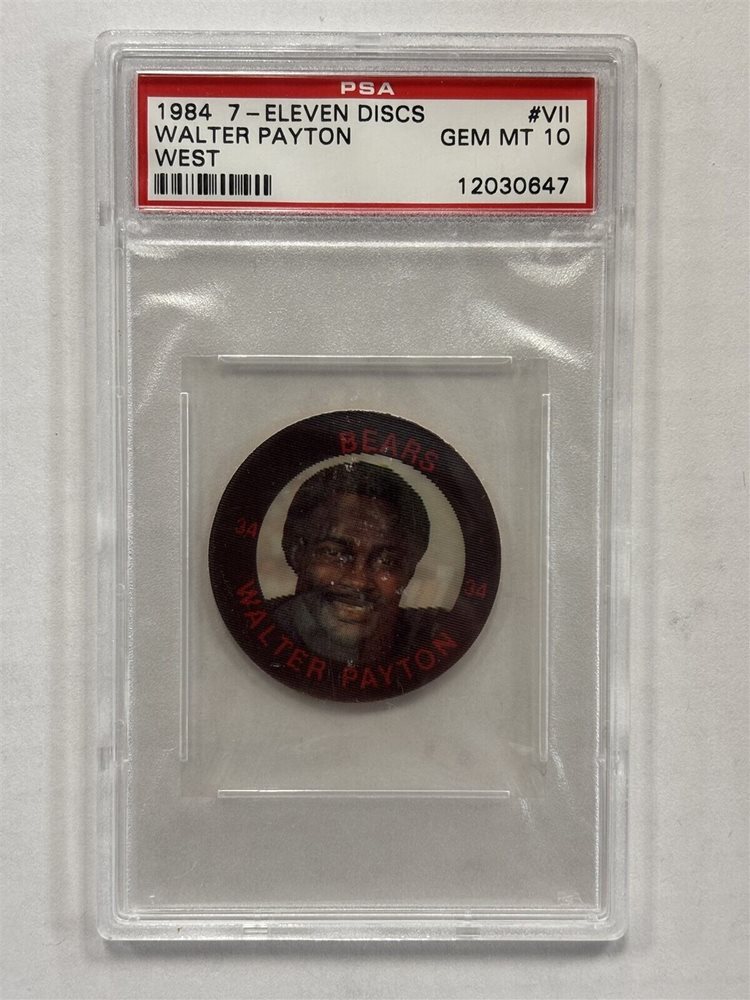 PSA
1984 7-ELEVEN DISCS #VII
WALTER PAYTON GEM MT 10
WEST
12030647
BEARS
34 34
WALTER PAYTON